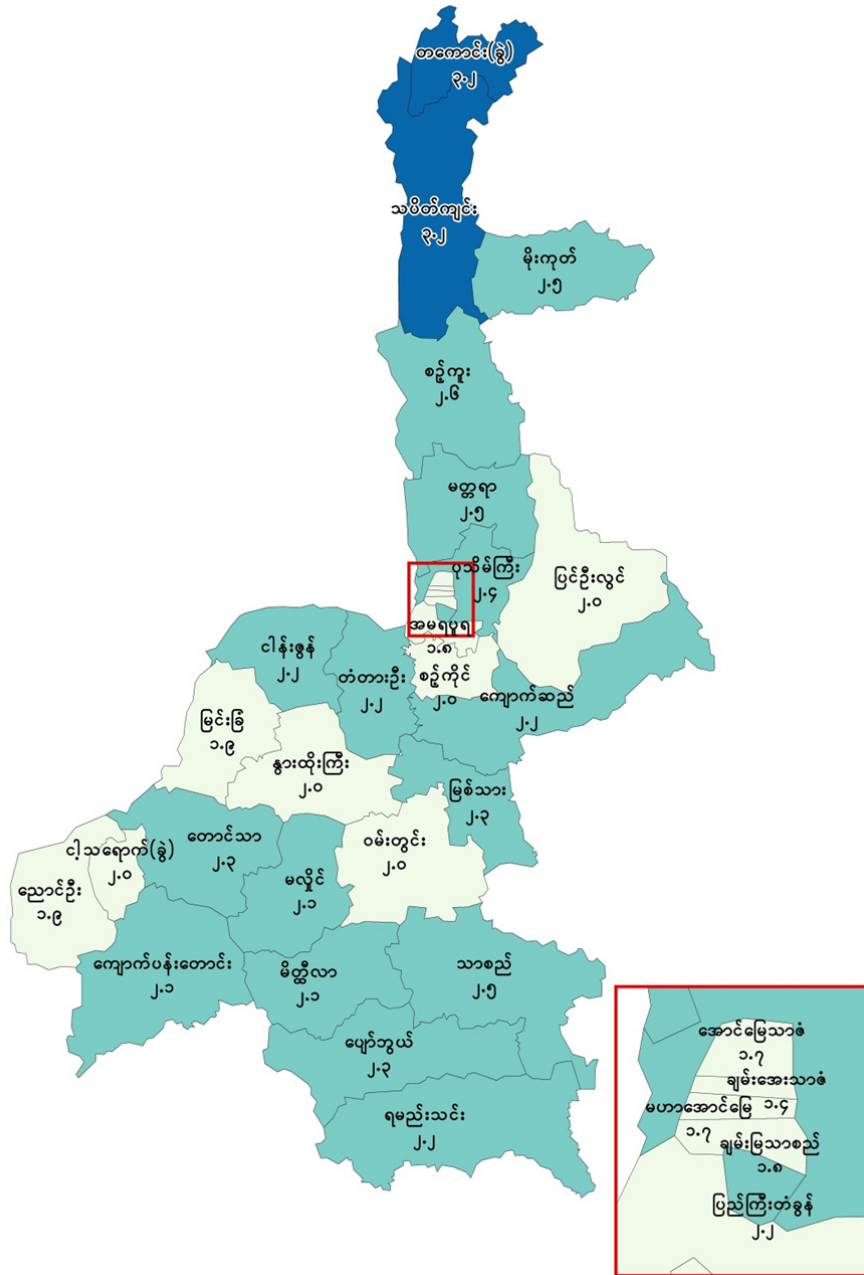 တကောင်း(ခွဲ)
၃.၂
သပိတ်ကျင်း
၃.၂
မိုးကုတ်
၂.၅
စဉ့်ကူး
၂.၆
မတ္တရာ
၂.၅
ပုသိမ်ကြီး
၂.၄
ပြင်ဦးလွင်
၂.၀
အမရပူရ
၁.၈
စဉ့်ကိုင်
၂.၀
ကျောက်ဆည်
၂.၂
ငါန်းဇွန်
၂.၂
တံတားဦး
၂.၂
မြင်းခြံ
၁.၉
နွားထိုးကြီး
၂.၀
မြစ်သား
၂.၃
တောင်သာ
၂.၃
ဝမ်းတွင်း
၂.၀
ငါ့သရောက်(ခွဲ)
၂.၀
မလှိုင်
၂.၁
ညောင်ဦး
၁.၉
ကျောက်ပန်းတောင်း
၂.၁
မိတ္ထီလာ
၂.၁
သာစည်
၂.၅
ပျော်ဘွယ်
၂.၃
ရမည်းသင်း
၂.၂
အောင်မြေသာဇံ
၁.၇
ချမ်းအေးသာဇံ
၁.၄
မဟာအောင်မြေ
၁.၇
ချမ်းမြသာစည်
၁.၈
ပြည်ကြီးတံခွန်
၂.၂